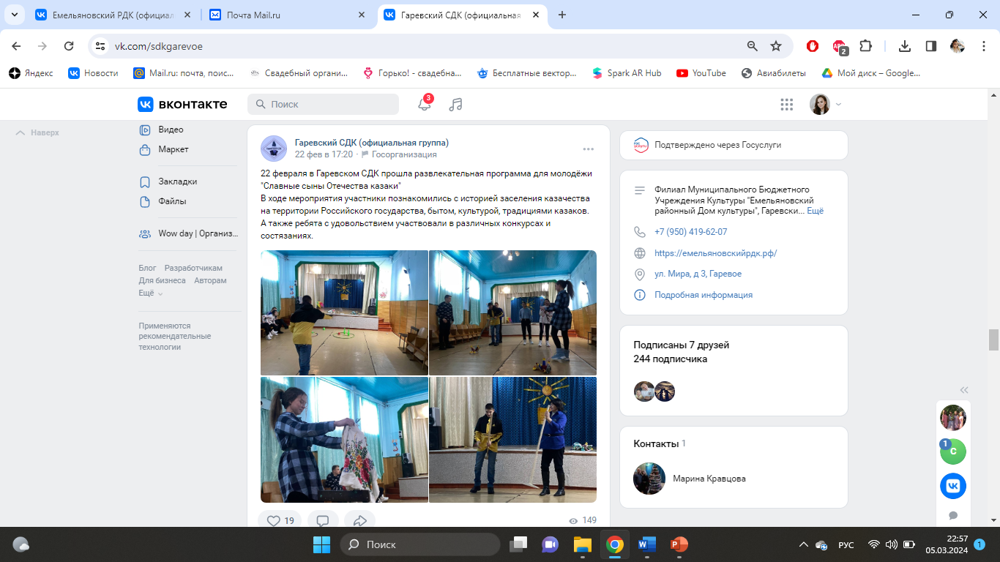 Емельяновский РДК (официал
Почта Mail.ru
Гаревский СДК (официальная
vk.com/sdkgarevoe
2
Яндекс
Новости
Mail.ru: почта, поис...
Свадебный органи...
Горько! - свадебна...
Бесплатные вектор...
Spark AR Hub
YouTube
Авиабилеты
Мой диск – Google...
вконтакте
Поиск
3
Наверх
Видео
Маркет
Закладки
Файлы
Wow day | Организ...
Блог Разработчикам
Для бизнеса Авторам
Ещё
Применяются
рекомендательные
технологии
Гаревский СДК (официальная группа)
22 фев в 17:20 · Госорганизация
22 февраля в Гаревском СДК прошла развлекательная программа для молодёжи
"Славные сыны Отечества казаки"
В ходе мероприятия участники познакомились с историей заселения казачества
на территории Российского государства, бытом, культурой, традициями казаков.
А также ребята с удовольствием участвовали в различных конкурсах и
состязаниях.
19
149
Подтверждено через Госуслуги
Филиал Муниципального Бюджетного
Учреждения Культуры "Емельяновский
районный Дом культуры", Гаревски... Ещё
+7 (950) 419-62-07
https://емельяновскийрдк.рф/
ул. Мира, д 3, Гаревое
Подробная информация
Подписаны 7 друзей
244 подписчика
Контакты 1
Марина Кравцова
1
С
Поиск
РУС
22:57
05.03.2024
1